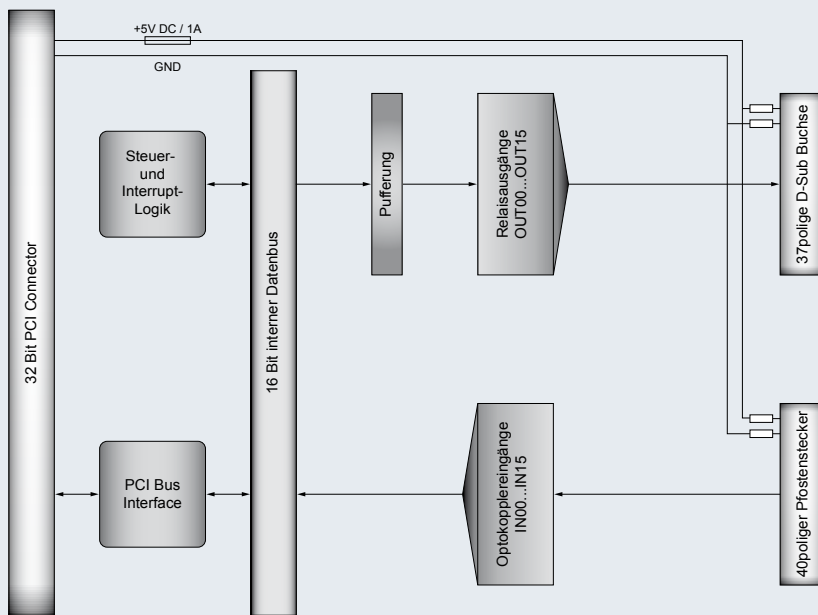 +5V DC / 1A
GND
32 Bit PCI Connector
Steuer-
und
Interrupt-
Logik
PCI Bus
Interface
16 Bit interner Datenbus
Pufferung
Relaisausgänge
OUT00...OUT15
Optokopplereingänge
IN00...IN15
37polige D-Sub Buchse
40poliger Pfostenstecker